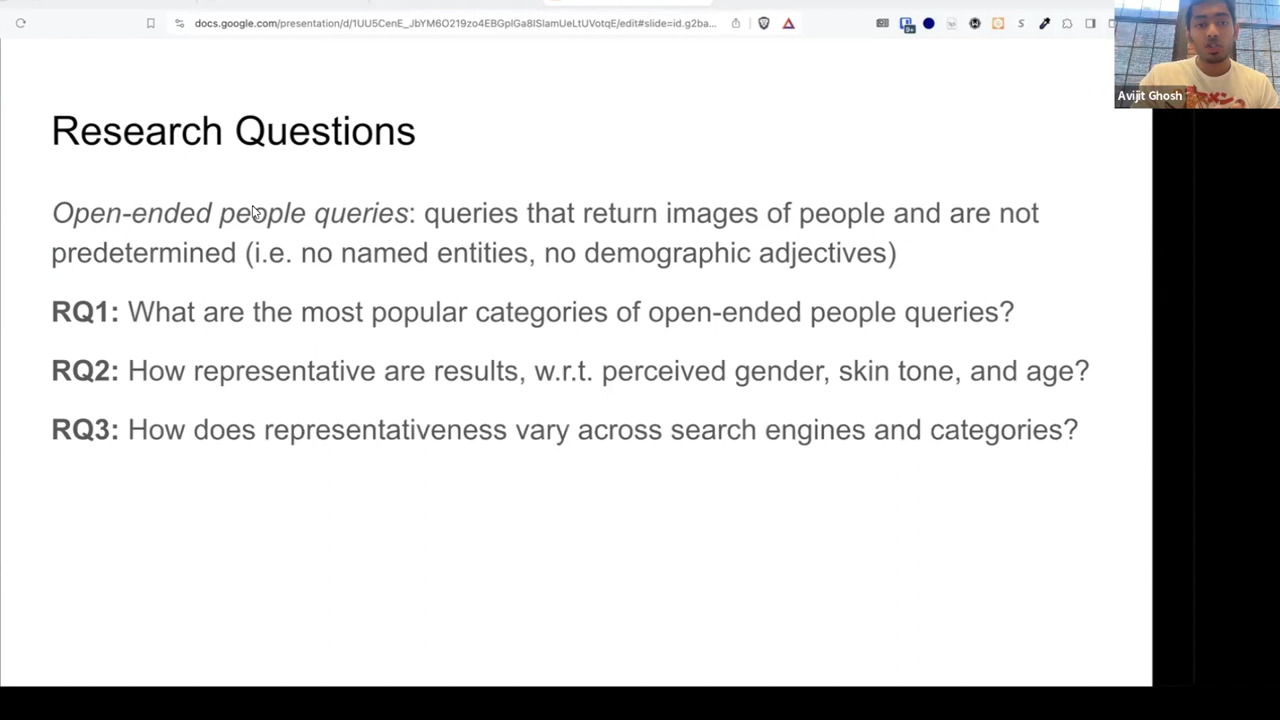 docs.google.com/presentation/d/1UU5CenE_JbYM6O219zo4EBGplGa8ISlamUeLtUVotqE/edit#slide=id.g2ba...
9+
Avijit Ghosh
Research Questions
Open-ended people queries: queries that return images of people and are not
predetermined (i.e. no named entities, no demographic adjectives)
RQ1: What are the most popular categories of open-ended people queries?
RQ2: How representative are results, w.r.t. perceived gender, skin tone, and age?
RQ3: How does representativeness vary across search engines and categories?